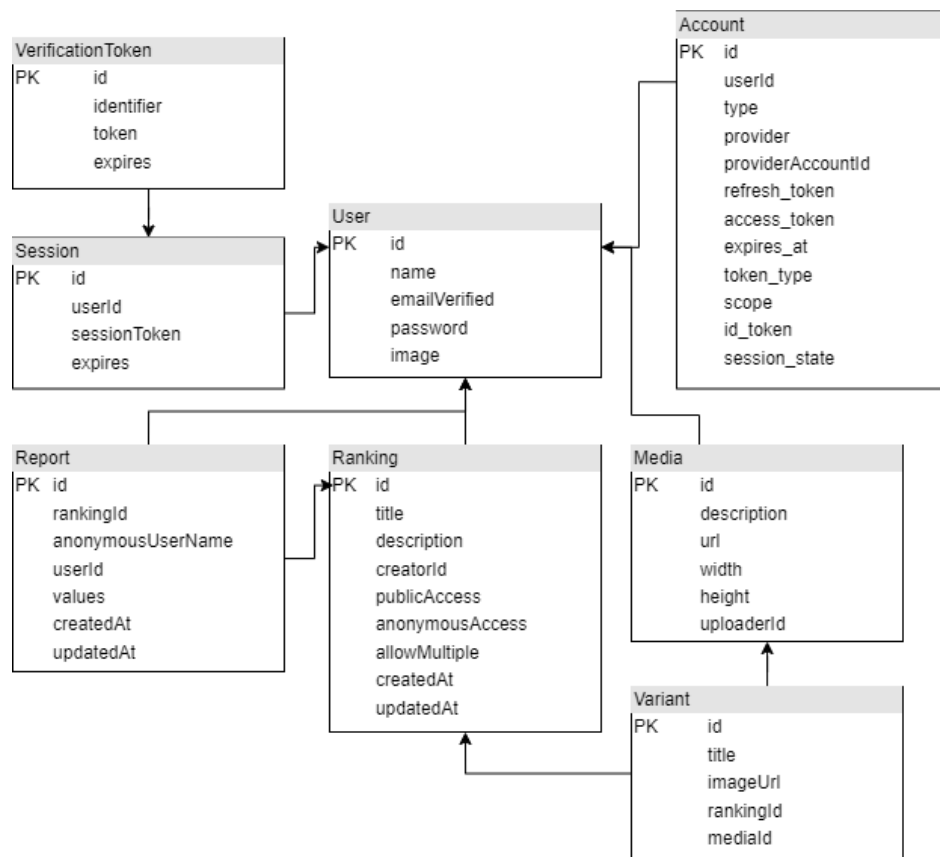 VerificationToken
PK id
identifier
token
expires
Account
PK id
userId
type
provider
providerAccountId
refresh_token
access_token
expires_at
token_type
scope
id_token
session_state
Session
PK id
userId
sessionToken
expires
User
PK id
name
emailVerified
password
image
Report
PK id
rankingId
anonymousUserName
userId
values
createdAt
updatedAt
Ranking
PK id
title
description
creatorId
publicAccess
anonymousAccess
allowMultiple
createdAt
updatedAt
Media
PK id
description
url
width
height
uploaderId
Variant
PK id
title
imageUrl
rankingId
mediaId